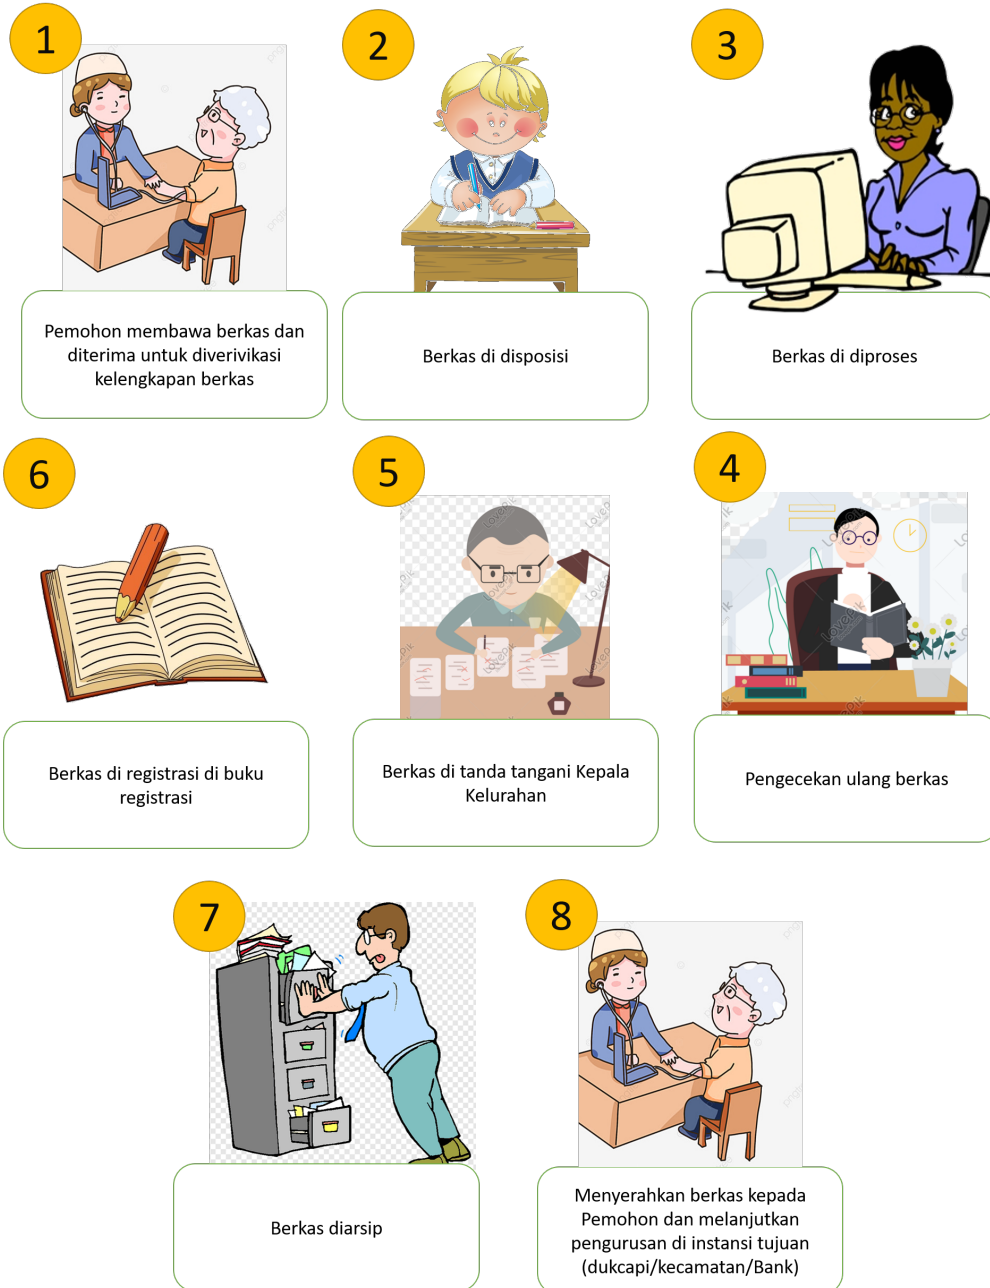 1
Pemohon membawa berkas dan
diterima untuk diverivikasi
kelengkapan berkas
2
Berkas di disposisi
3
Berkas di diproses
6
Berkas di registrasi di buku
registrasi
5
Berkas di tanda tangani Kepala
Kelurahan
4
Pengecekan ulang berkas
7
Berkas diarsip
8
Menyerahkan berkas kepada
Pemohon dan melanjutkan
pengurusan di instansi tujuan
(dukcapi/kecamatan/Bank)